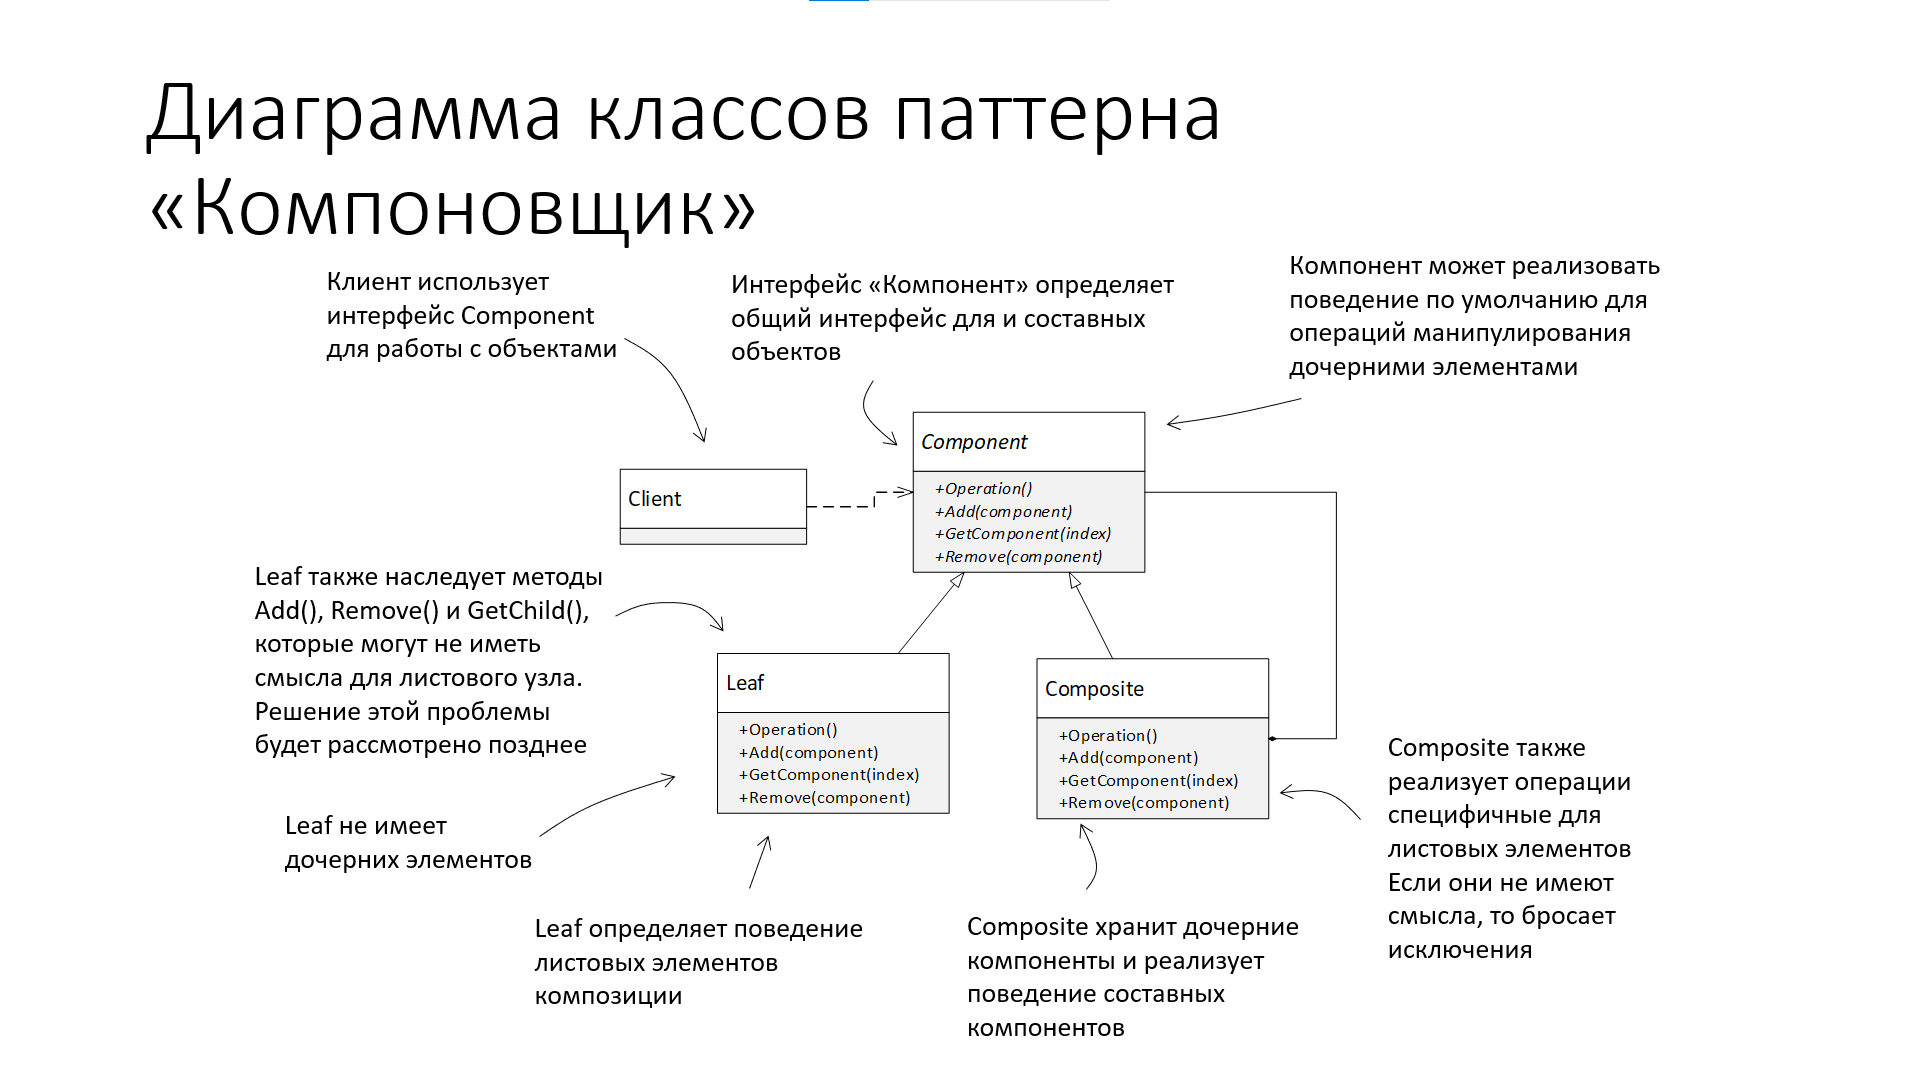 Диаграмма классов паттерна
«Компоновщик»
Клиент использует
интерфейс Component
для работы с объектами
Интерфейс «Компонент» определяет
общий интерфейс для и составных
объектов
Компонент может реализовать
поведение по умолчанию для
операций манипулирования
дочерними элементами
Component
+Operation()
+Add(component)
+GetComponent(index)
+Remove(component)
Client
Leaf также наследует методы
Add(), Remove() и GetChild(),
которые могут не иметь
смысла для листового узла.
Решение этой проблемы
будет рассмотрено позднее
Leaf
+Operation()
+Add(component)
+GetComponent(index)
+Remove(component)
Composite
+Operation()
+Add(component)
+GetComponent(index)
+Remove(component)
Composite также
реализует операции
специфичные для
листовых элементов
Если они не имеют
смысла, то бросает
исключения
Leaf не имеет
дочерних элементов
Leaf определяет поведение
листовых элементов
композиции
Composite хранит дочерние
компоненты и реализует
поведение составных
компонентов